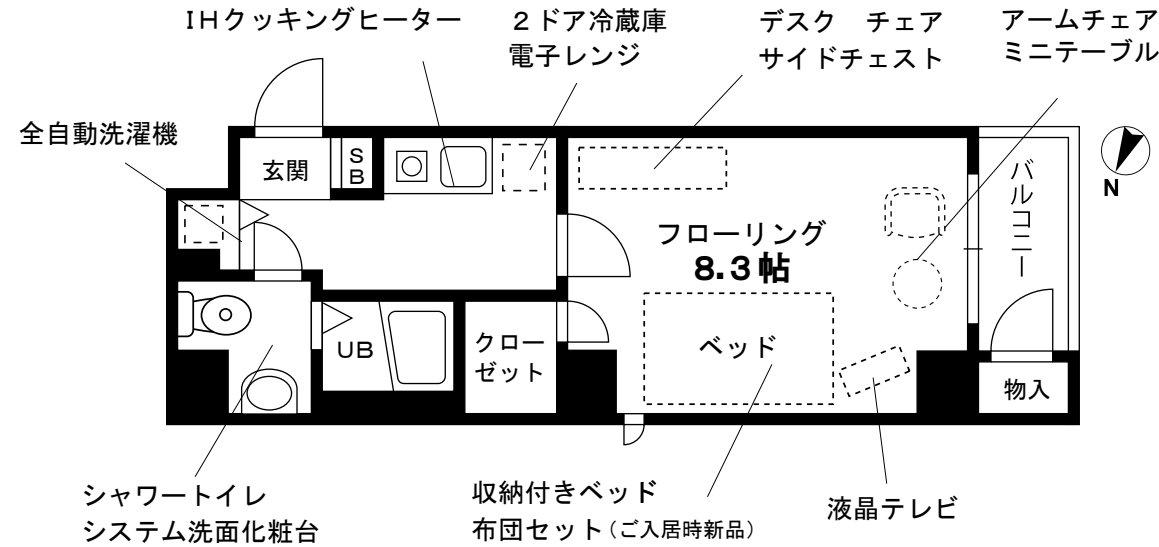 IHクッキングヒーター
2ドア冷蔵庫
電子レンジ
デスク　チェア
サイドチェスト
アームチェア
ミニテーブル
全自動洗濯機
玄関
SB
バルコニー
N
フローリング
8.3帖
UB
クロー
ゼット
ベッド
物入
シャワートイレ
システム洗面化粧台
収納付きベッド
布団セット(ご入居時新品)
液晶テレビ